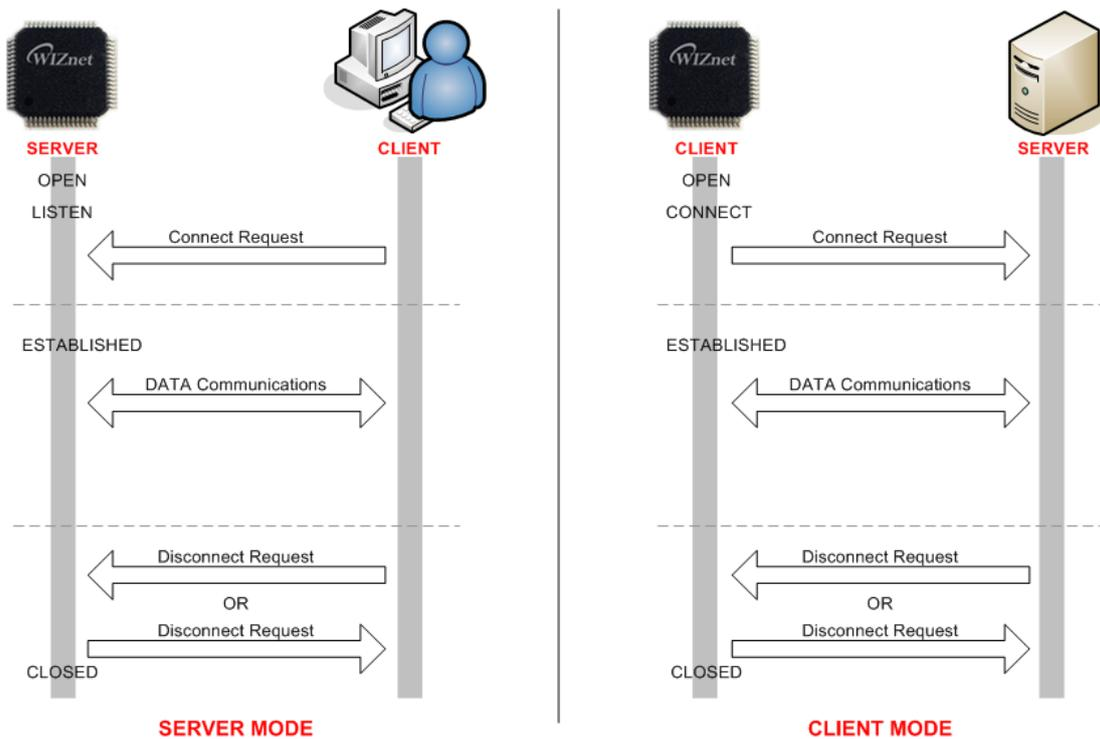 WIZnet
SERVER
CLIENT
OPEN
LISTEN
Connect Request
ESTABLISHED
DATA Communications
Disconnect Request
OR
Disconnect Request
CLOSED
SERVER MODE
WIZnet
CLIENT
SERVER
OPEN
CONNECT
Connect Request
ESTABLISHED
DATA Communications
Disconnect Request
OR
Disconnect Request
CLOSED
CLIENT MODE